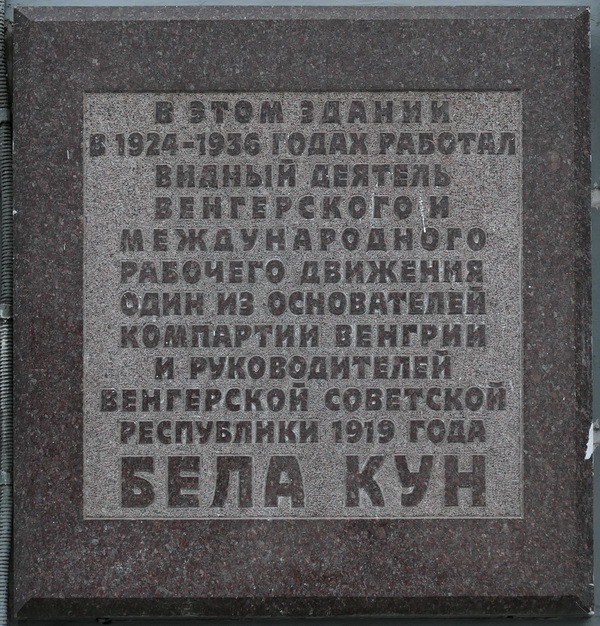 В ЭТОМ ЗДАНИИ
В 1924-1936 ГОДАХ РАБОТАЛ
ВИДНЫЙ ДЕЯТЕЛЬ
ВЕНГЕРСКОГО И
МЕЖДУНАРОДНОГО
РАБОЧЕГО ДВИЖЕНИЯ
ОДИН ИЗ ОСНОВАТЕЛЕЙ
КОМПАРТИИ ВЕНГРИИ
И РУКОВОДИТЕЛЕЙ
ВЕНГЕРСКОЙ СОВЕТСКОЙ
РЕСПУБЛИКИ 1919 ГОДА
БЕЛА КУН